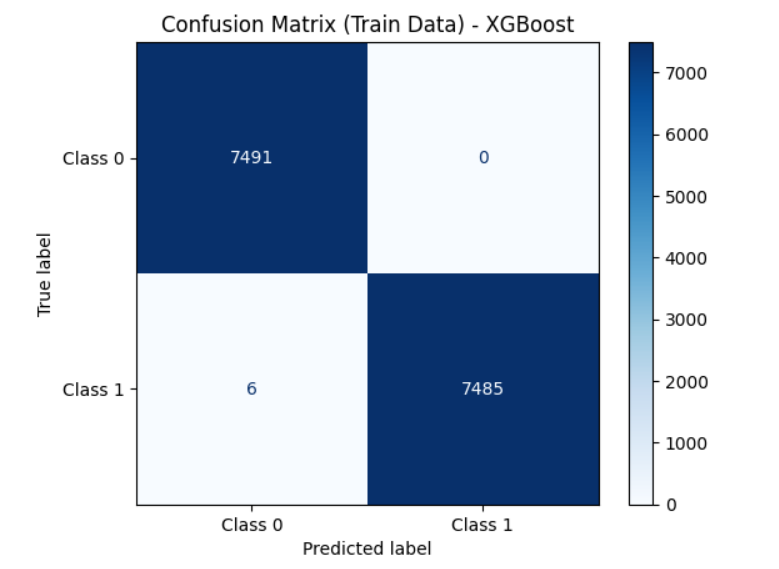 Confusion Matrix (Train Data) - XGBoost
Class 0
Class 1
True label
7491
0
6
7485
Class 0
Class 1
Predicted label
7000
6000
5000
4000
3000
2000
1000
0